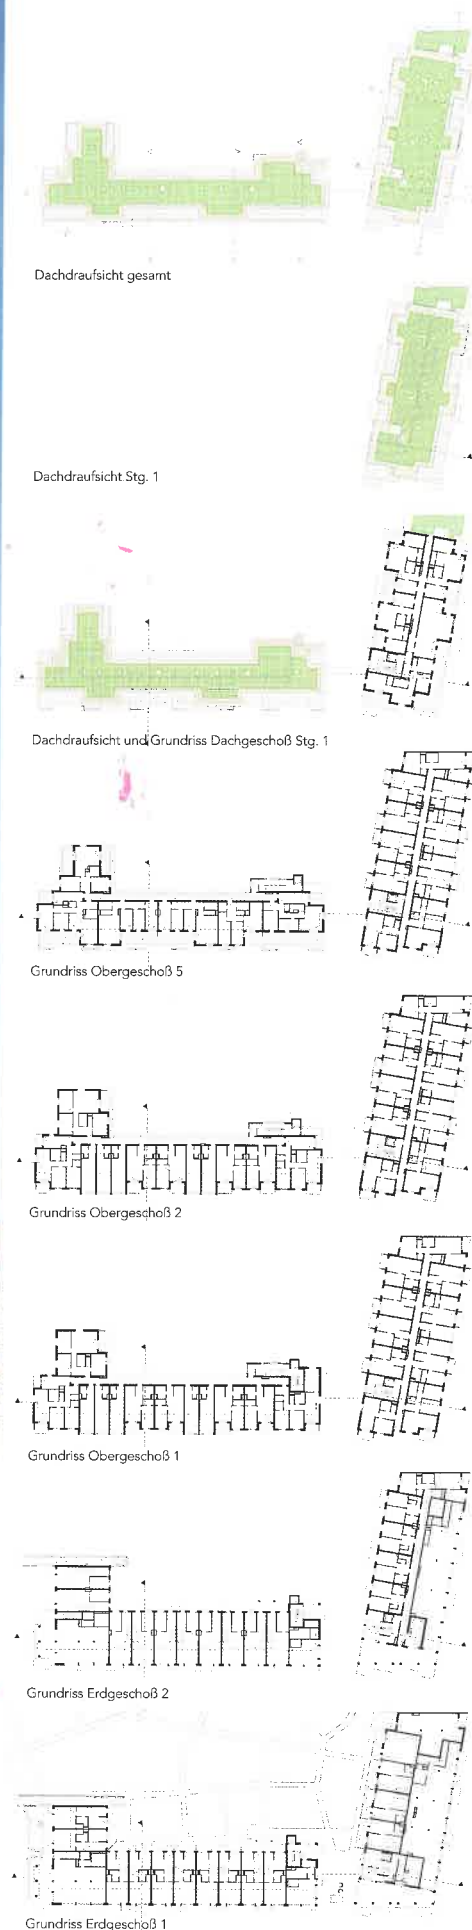 Dachdraufsicht gesamt
Dachdraufsicht Stg. 1
Dachdraufsicht und Grundriss Dachgeschoß Stg. 1
Grundriss Obergeschoß 5
Grundriss Obergeschoß 2
Grundriss Obergeschoß 1
Grundriss Erdgeschoß 2
Grundriss Erdgeschoß 1